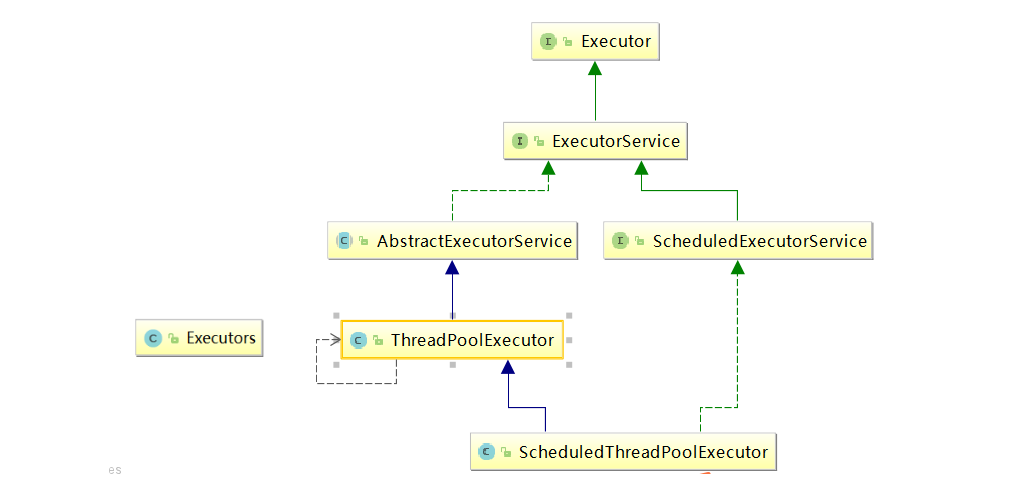 Executor
ExecutorService
AbstractExecutorService
ScheduledExecutorService
Executors
ThreadPoolExecutor
ScheduledThreadPoolExecutor
es